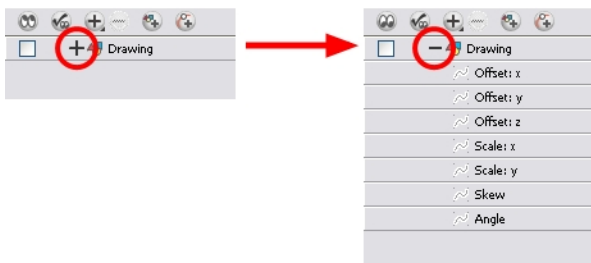 Drawing
Drawing
Offset: x
Offset: y
Offset: z
Scale: x
Scale: y
Skew
Angle